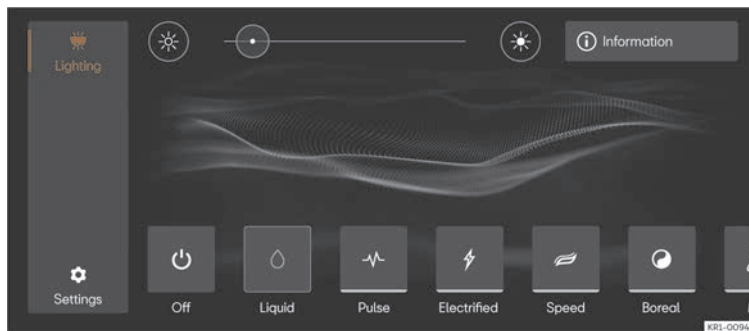 Lighting
Information
Settings
Off
Liquid
Pulse
Electrified
Speed
Boreal
KR1-0094